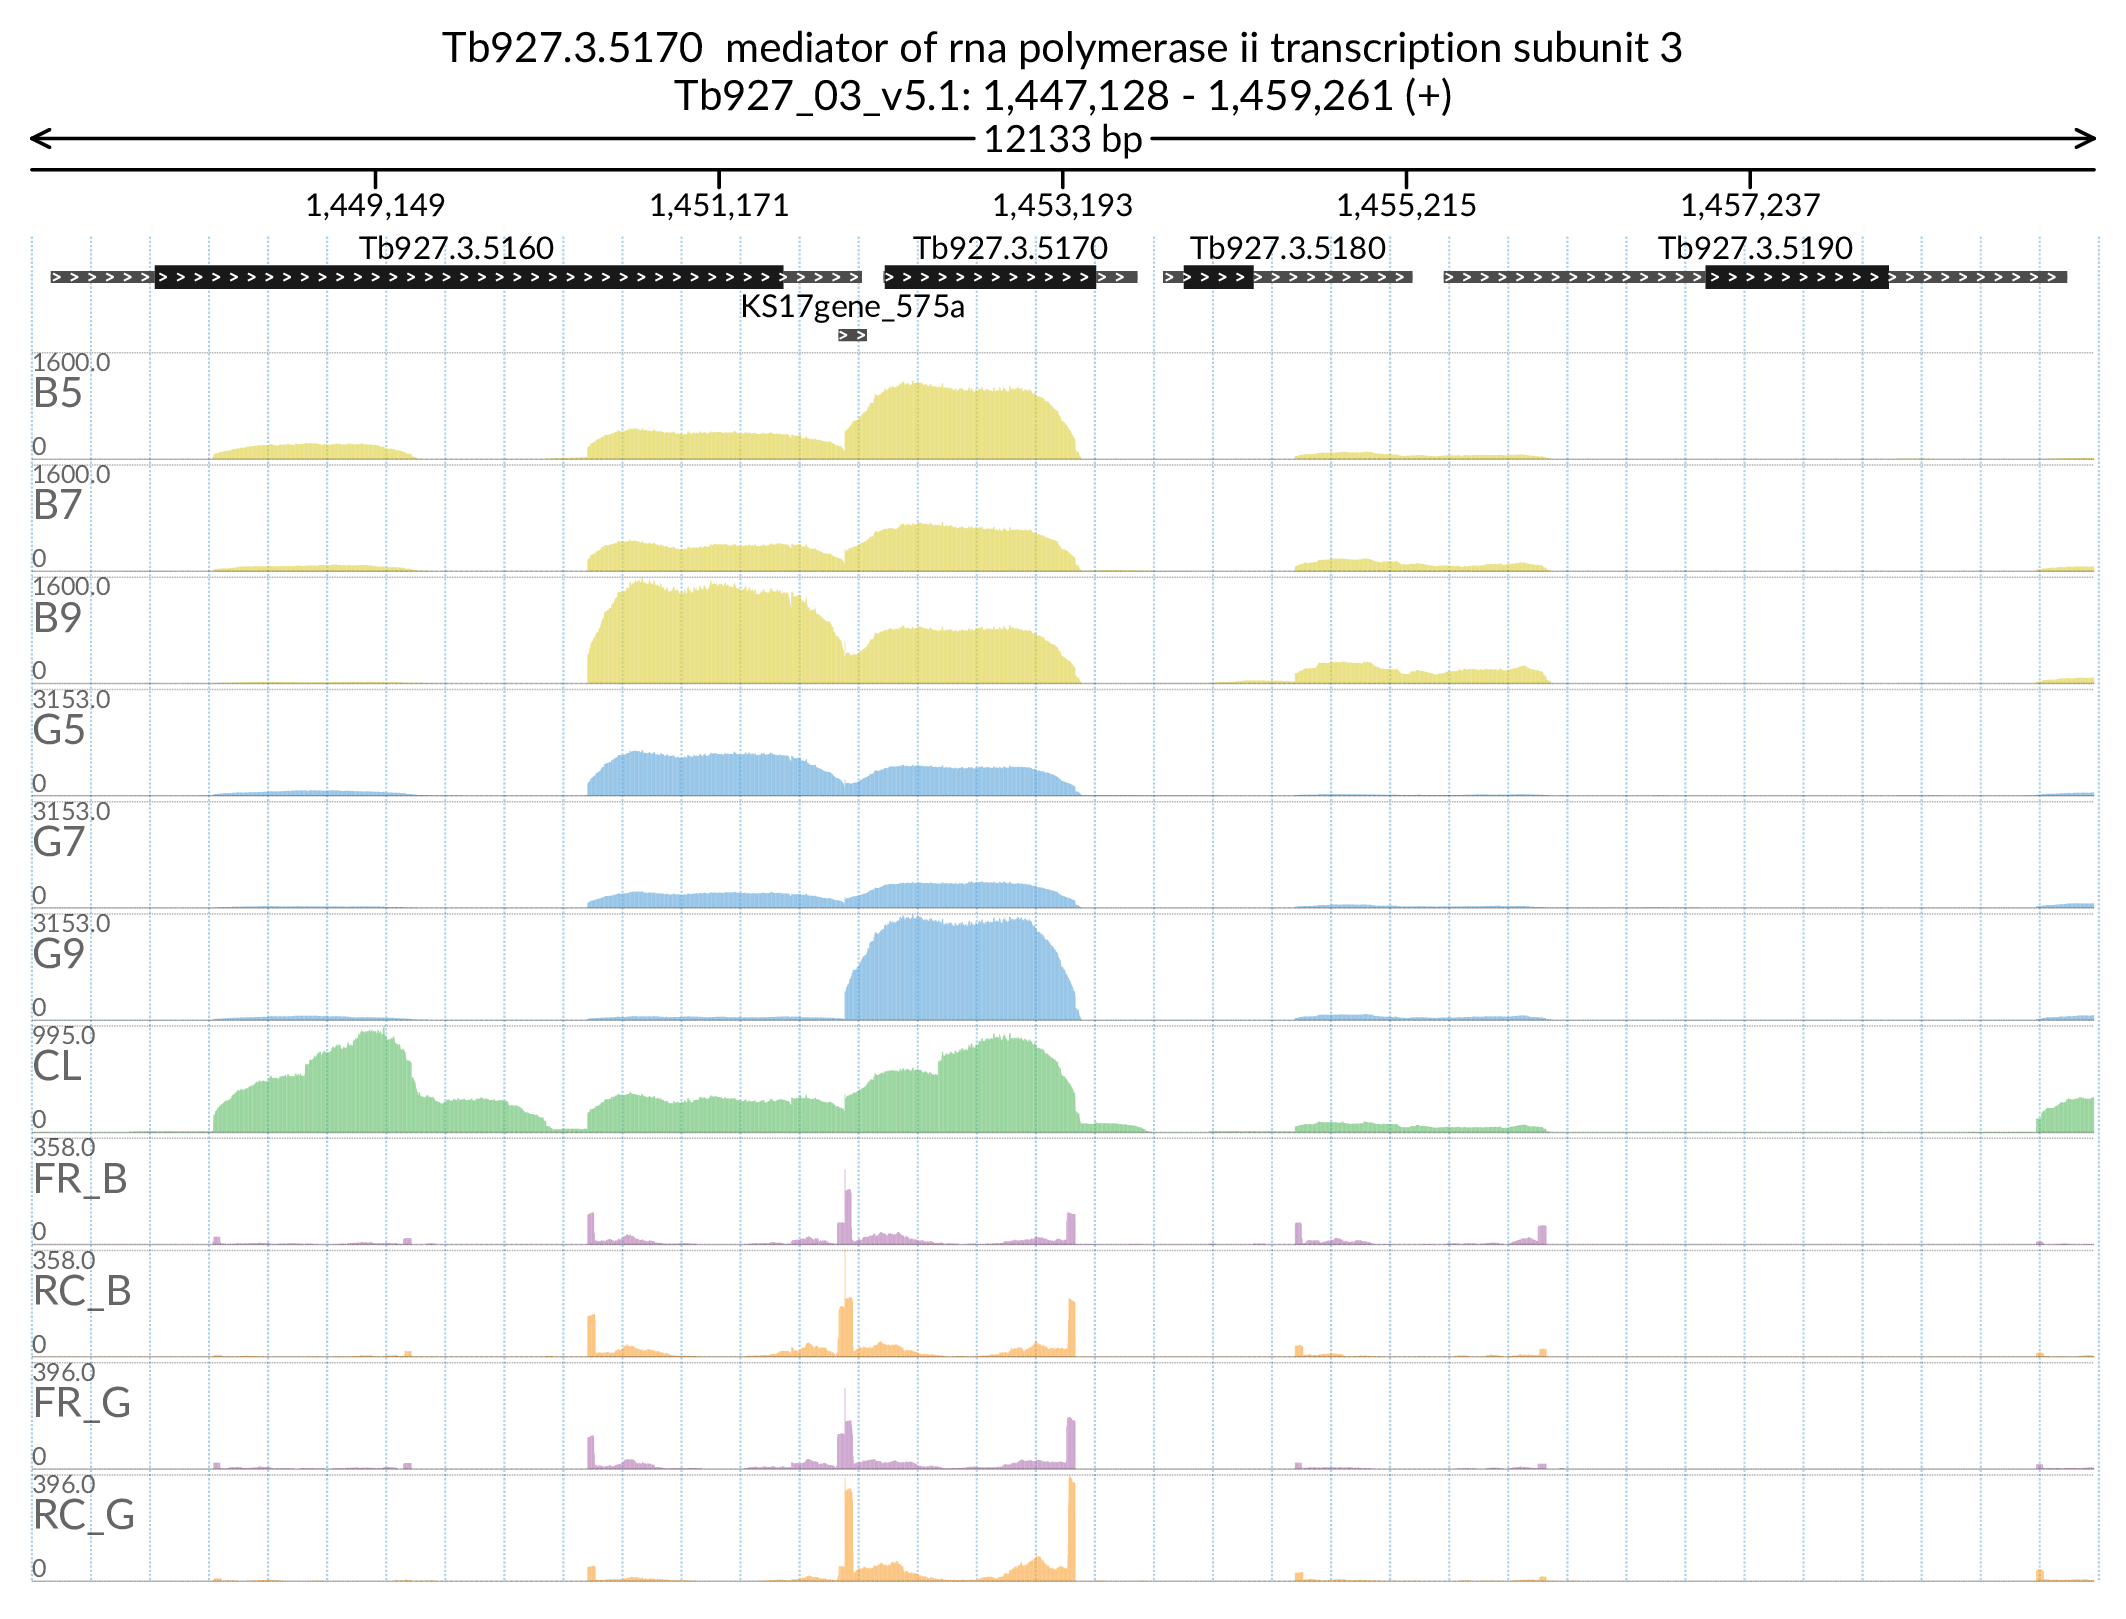 Tb927.3.5170  mediator of rna polymerase ii transcription subunit 3
Tb927_03_v5.1: 1,447,128 - 1,459,261 (+)
12133 bp
1,449,149 1,451,171 1,453,193 1,455,215 1,457,237
Tb927.3.5160 Tb927.3.5170 Tb927.3.5180 Tb927.3.5190
KS17gene_575a
1600.0
B5
0
1600.0
B7
0
1600.0
B9
0
3153.0
G5
0
3153.0
G7
0
3153.0
G9
0
995.0
CL
0
358.0
FR_B
0
358.0
RC_B
0
396.0
FR_G
0
396.0
RC_G
0